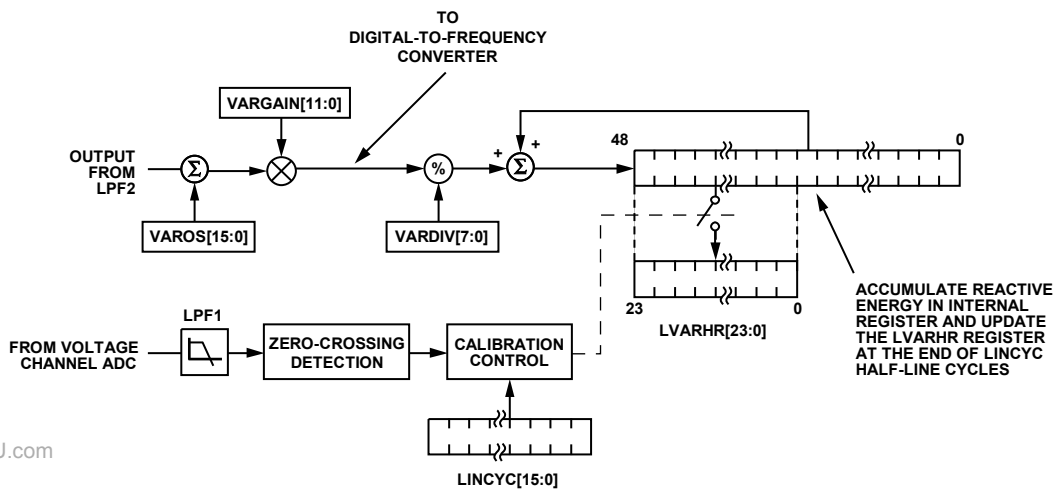 TO
DIGITAL-TO-FREQUENCY
CONVERTER
VARGAIN[11:0]
OUTPUT
FROM
LPF2
Σ
%
+
+
Σ
48
0
VAROS[15:0]
VARDIV[7:0]
23
0
LVARHR[23:0]
ACCUMULATE REACTIVE
ENERGY IN INTERNAL
REGISTER AND UPDATE
THE LVARHR REGISTER
AT THE END OF LINCYC
HALF-LINE CYCLES
LPF1
FROM VOLTAGE
CHANNEL ADC
ZERO-CROSSING
DETECTION
CALIBRATION
CONTROL
LINCYC[15:0]
J.com